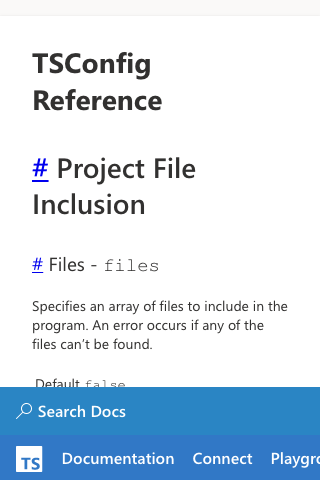 TSConfig
Reference
# Project File
Inclusion
# Files - files
Specifies an array of files to include in the
program. An error occurs if any of the
files can’t be found.
Default false
Search Docs
TS Documentation Connect Playgro